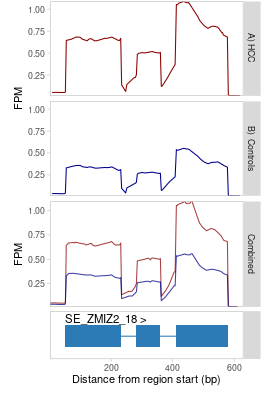 1.00
0.75
0.50
0.25
A) HCC
FPM
1.00
0.75
0.50
0.25
B) Controls
1.00
0.75
0.50
0.25
Combined
FPM
SE_ZMIZ2_18 >
200 400 600
Distance from region start (bp)